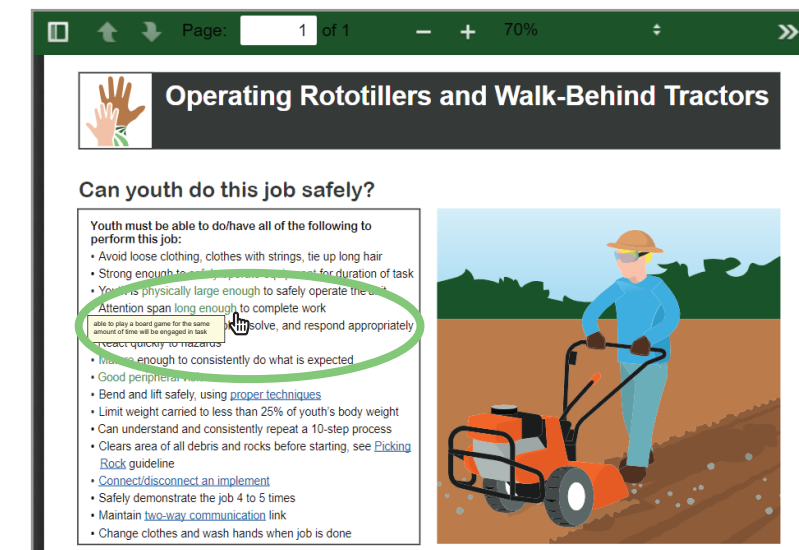 Page: 1 of 1 70%
Operating Rototillers and Walk-Behind Tractors
Can youth do this job safely?
Youth must be able to do/have all of the following to
perform this job:
• Avoid loose clothing, clothes with strings, tie up long hair
• Strong enough to safely operate equipment for duration of task
• Youth is physically large enough to safely operate the unit
• Attention span long enough to complete work
able to play a board game for the same
amount of time will be engaged in task
solve, and respond appropriately
• React quickly to hazards
• Mature enough to consistently do what is expected
• Good peripheral
• Bend and lift safely, using proper techniques
• Limit weight carried to less than 25% of youth's body weight
• Can understand and consistently repeat a 10-step process
• Clears area of all debris and rocks before starting, see Picking
Rock guideline
• Connect/disconnect an implement
• Safely demonstrate the job 4 to 5 times
• Maintain two-way communication link
• Change clothes and wash hands when job is done